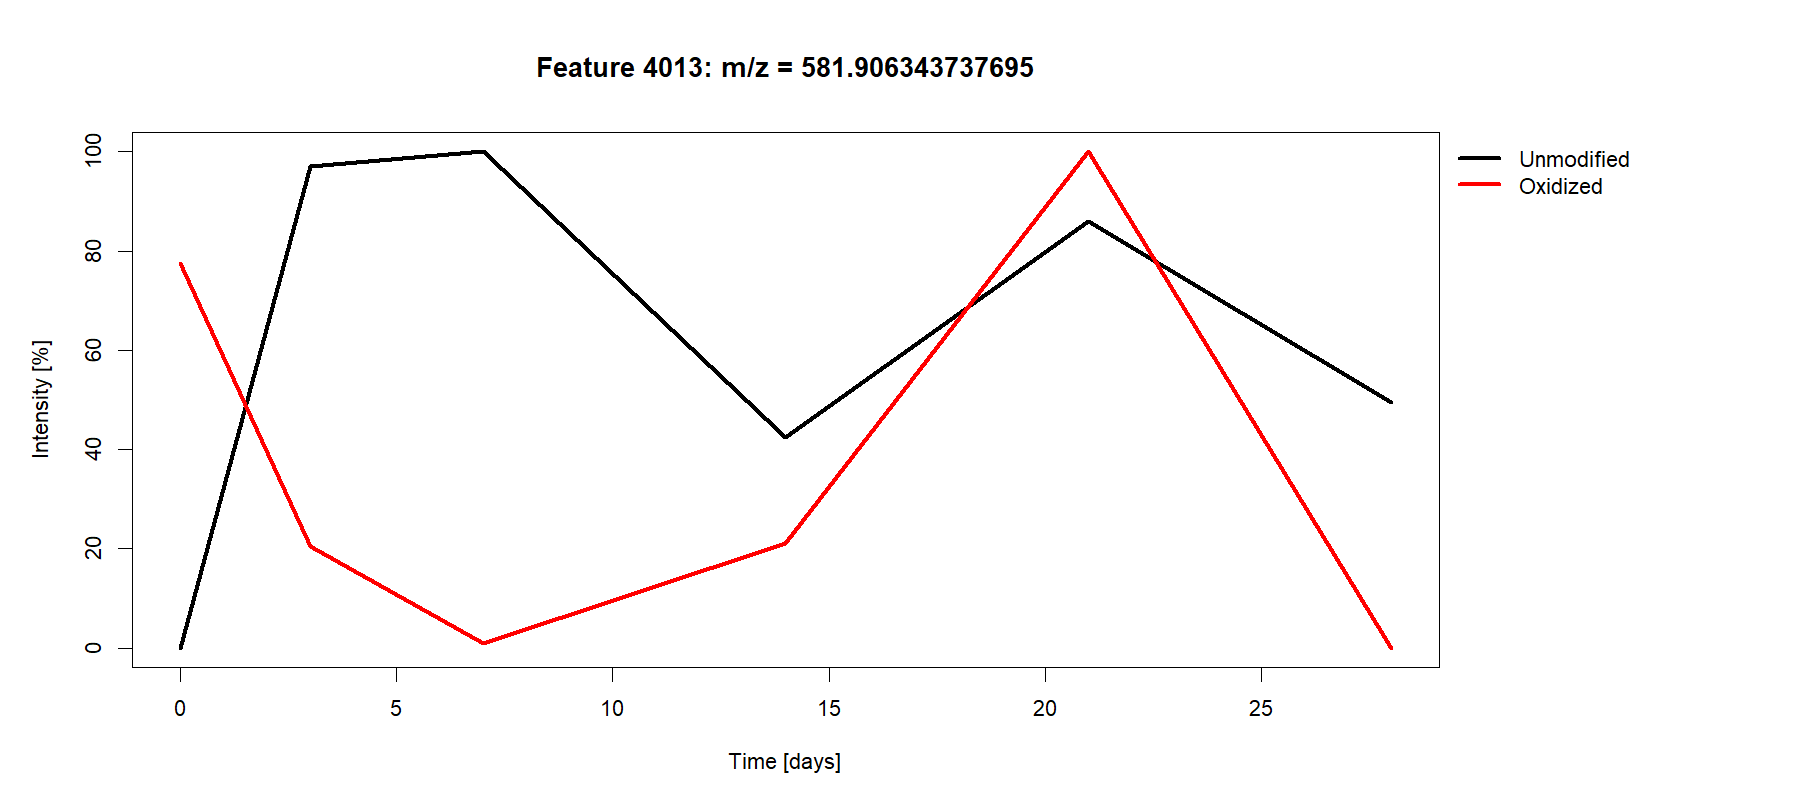 Feature 4013: m/z = 581.906343737695
Unmodified
Oxidized
Intensity [%]
100
80
60
40
20
0
0 5 10 15 20 25
Time [days]